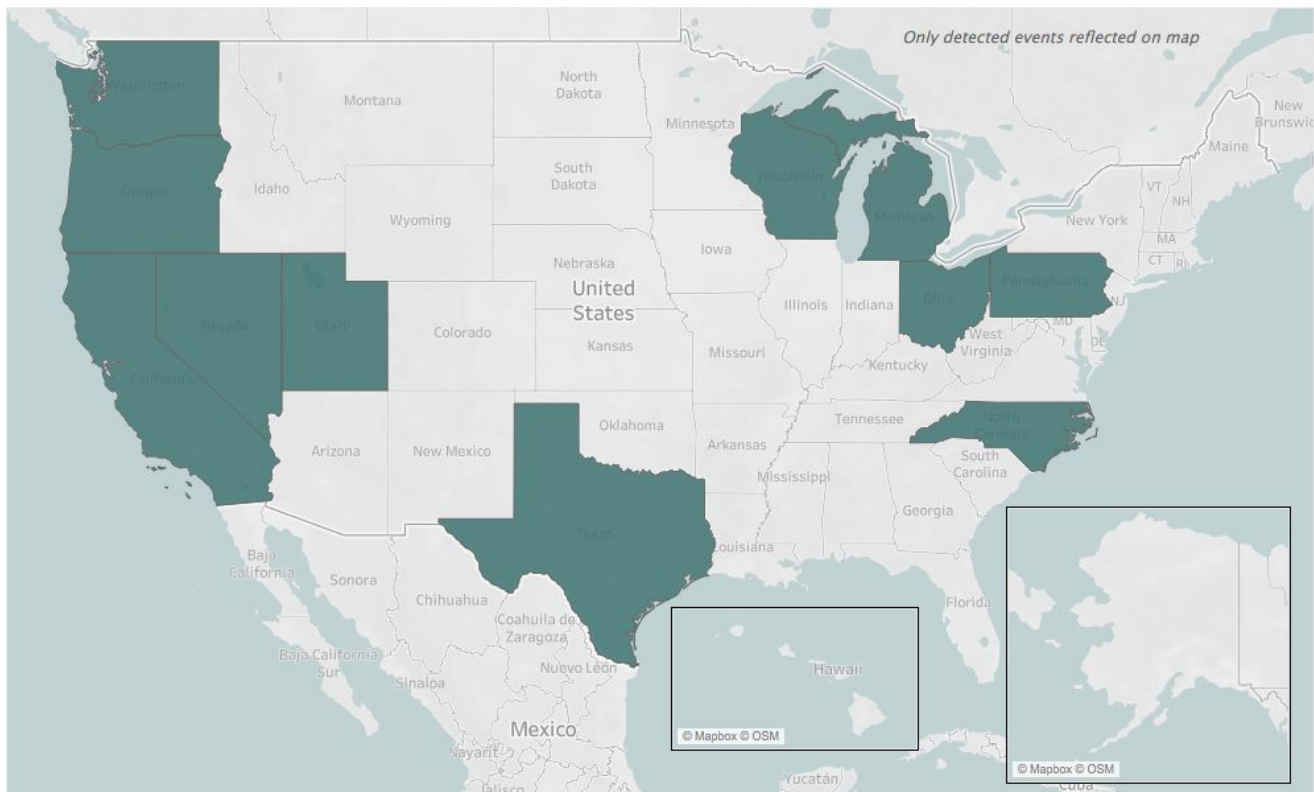 Only detected events reflected on map
Washington
Montana
North
Dakota
Minnesota
New
Brunswick
Maine
Oregon
Idaho
South
Dakota
Wisconsin
Michigan
VT
NH
New York
Wyoming
MA
CT
RI
Iowa
Nebraska
Pennsylvania
United
States
Nevada
Utah
Colorado
Illinois
Indiana
Ohio
NJ
MD
DE
Kansas
Missouri
West
Virginia
California
Kentucky
Arizona
New Mexico
Oklahoma
Arkansas
Tennessee
North
Carolina
South
Carolina
Mississippi
Georgia
Texas
Louisiana
Baja
California
Sonora
Chihuahua
Coahuila de
Zaragoza
Florida
Baja California
Sur
Sinaloa
Nuevo León
Hawaii
Mexico
© Mapbox © OSM
Nayarit
Jalisco
Yucatán
© Mapbox © OSM
Cuba